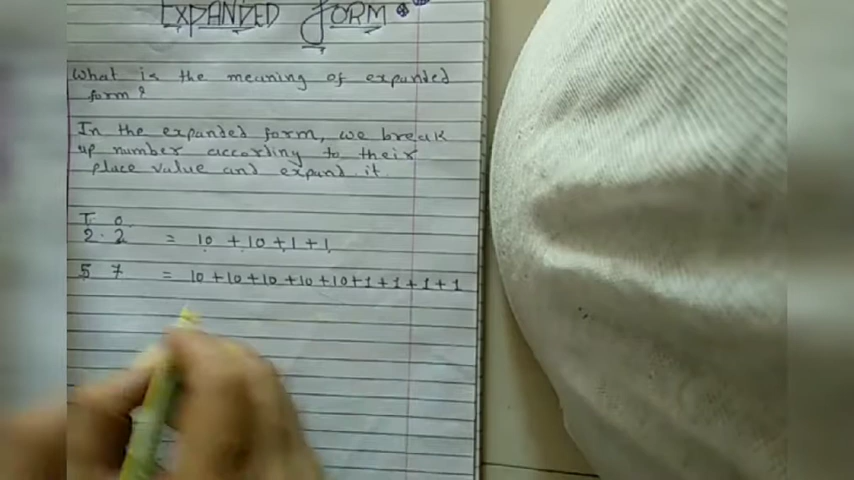 EXPANDED FORM
What is the meaning of expanded
form?
In the expanded form, we break
up number according to their
place value and expand it
T O
2 2 = 10 + 10 + 1 + 1
5 7 = 10 + 10 + 10 + 10 + 10 + 1 + 1 + 1 + 1